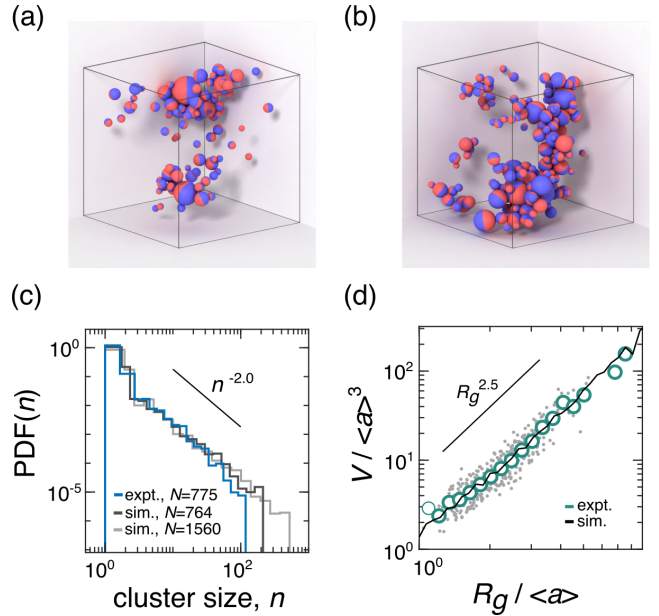 (a)
(b)
(c)
10^0
n^-2.0
PDF(n)
10^-5
expt., N=775
sim., N=764
sim., N=1560
10^0
10^2
cluster size, n
(d)
10^2
R_g^2.5
V / <a>^3
10^1
expt.
sim.
10^0
10^0
R_g / <a>